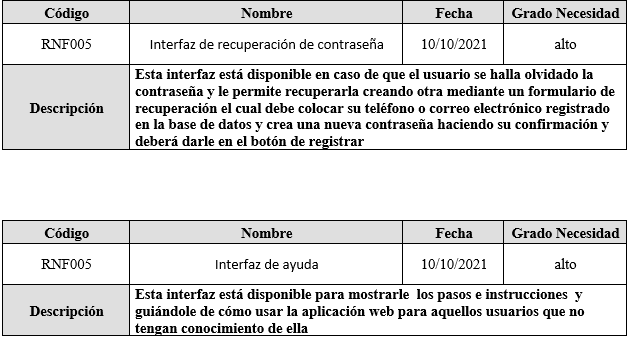 Código Nombre Fecha Grado Necesidad
RNF005 Interfaz de recuperación de contraseña 10/10/2021 alto
Descripción
Esta interfaz está disponible en caso de que el usuario se halla olvidado la
contraseña y le permite recuperarla creando otra mediante un formulario de
recuperación el cual debe colocar su teléfono o correo electrónico registrado
en la base de datos y crea una nueva contraseña haciendo su confirmación y
deberá darle en el botón de registrar
Código Nombre Fecha Grado Necesidad
RNF005 Interfaz de ayuda 10/10/2021 alto
Descripción
Esta interfaz está disponible para mostrarle los pasos e instrucciones y
guiándole de cómo usar la aplicación web para aquellos usuarios que no
tengan conocimiento de ella